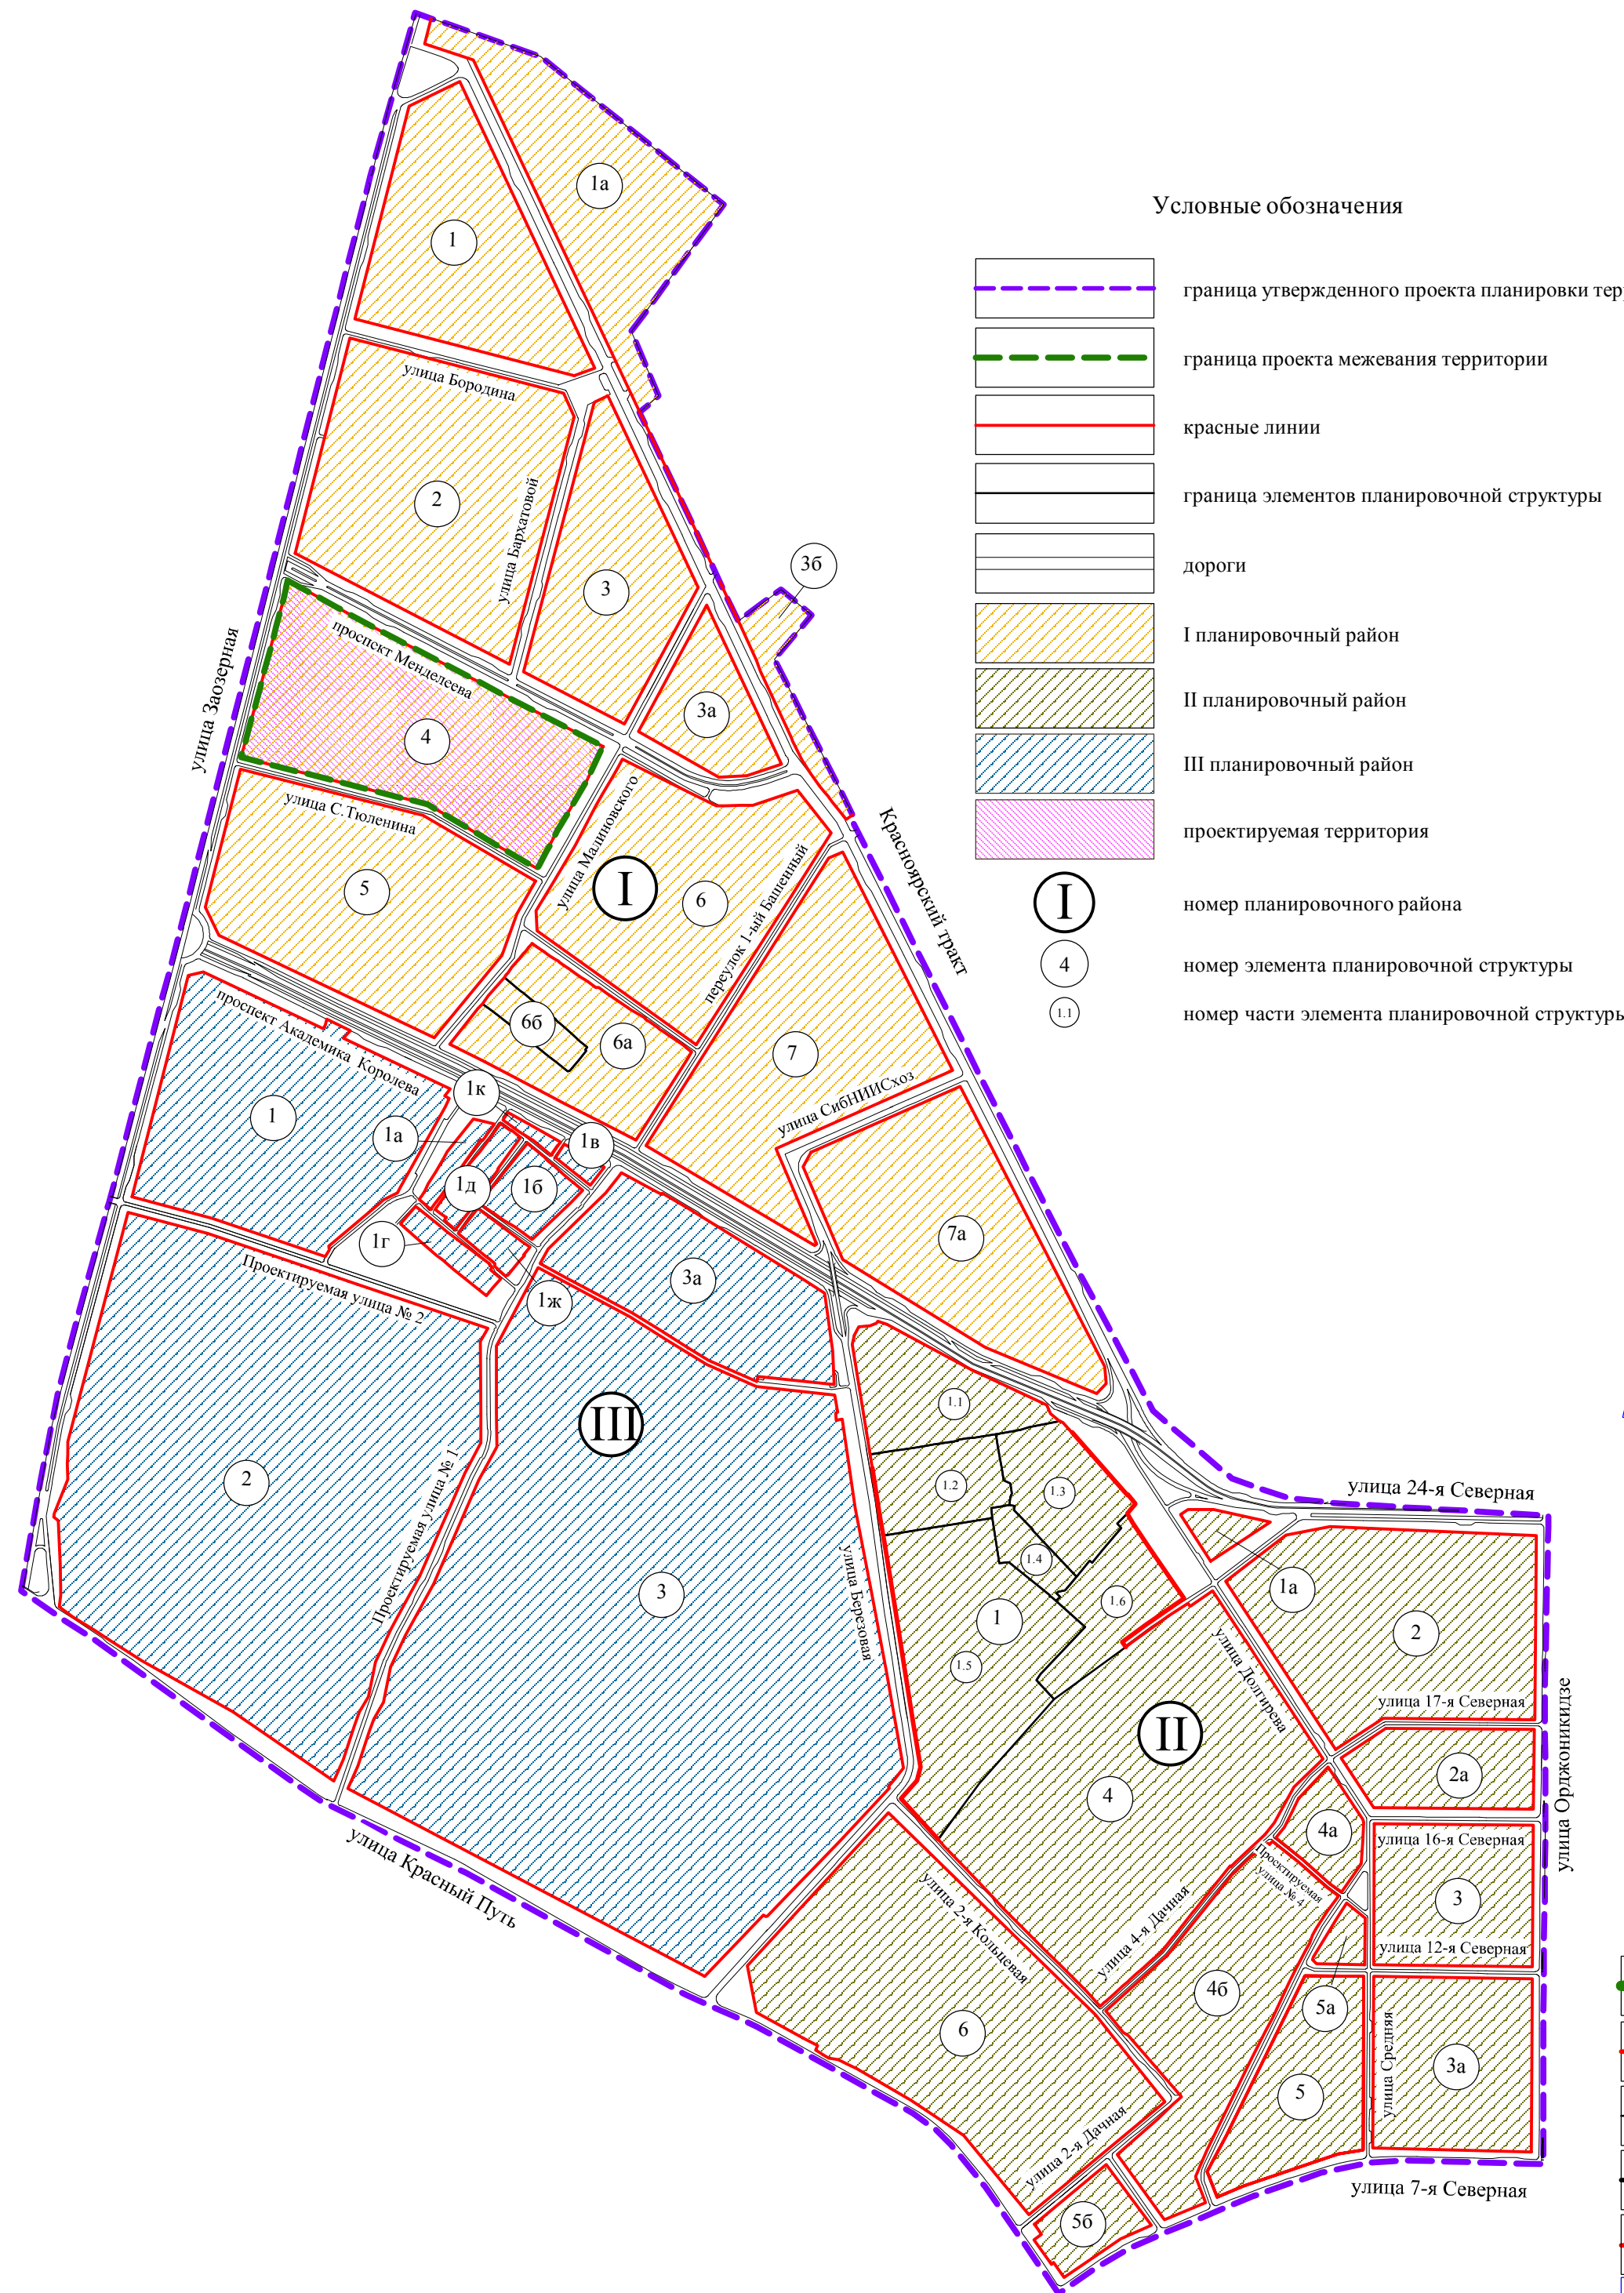 Условные обозначения
граница утвержденного проекта планировки тер
граница проекта межевания территории
красные линии
граница элементов планировочной структуры
дороги
I планировочный район
II планировочный район
III планировочный район
проектируемая территория
I
номер планировочного района
4
номер элемента планировочной структуры
1.1
номер части элемента планировочной структуры
1а
1
улица Бородина
2
улица Бархатовой
3
3б
проспект Менделеева
улица Заозерная
3а
4
улица С.Тюленина
улица Малиновского
Красноярский тракт
5
I
6
переулок 1-ый Башенный
проспект Академика Королева
6б
6а
7
улица СибНИИСхоз
1к
1
1а
1в
1д
1б
1г
7а
Проектируемая улица № 2
3а
1ж
III
1.1
2
1.2
1.3
улица 24-я Северная
Проектируемая улица № 1
улица Березовая
3
1.4
1а
1
1.6
2
1.5
улица Долгирева
улица 17-я Северная
улица Орджоникидзе
II
2а
4
4а
улица 16-я Северная
улица Красный Путь
Проектируемая
улица № 4
3
улица 2-я Кольцевая
улица 4-я Дачная
улица 12-я Северная
4б
5а
6
улица Средняя
3а
5
улица 2-я Дачная
улица 7-я Северная
5б